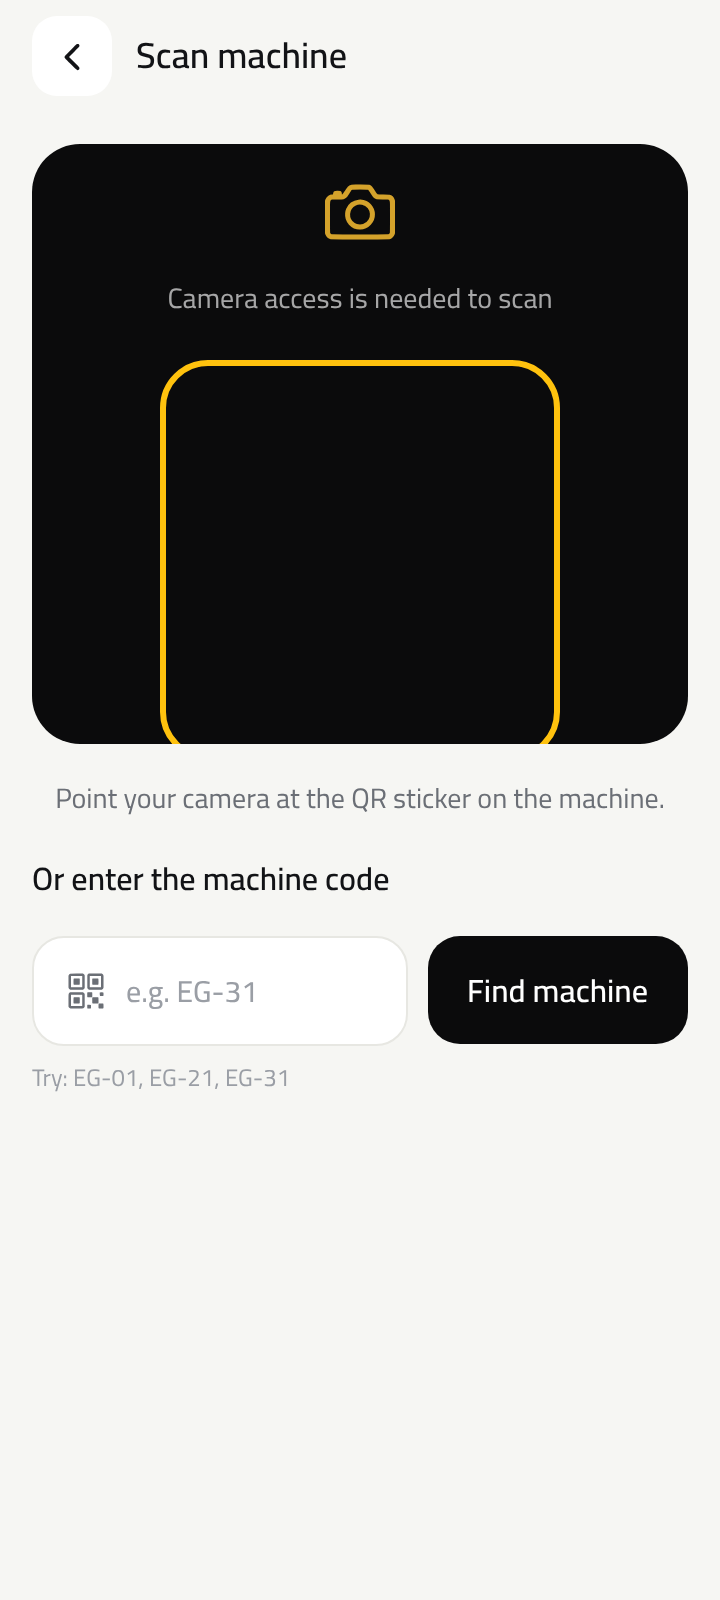 Scan machine
Camera access is needed to scan
Point your camera at the QR sticker on the machine.
Or enter the machine code
e.g. EG-31
Find machine
Try: EG-01, EG-21, EG-31